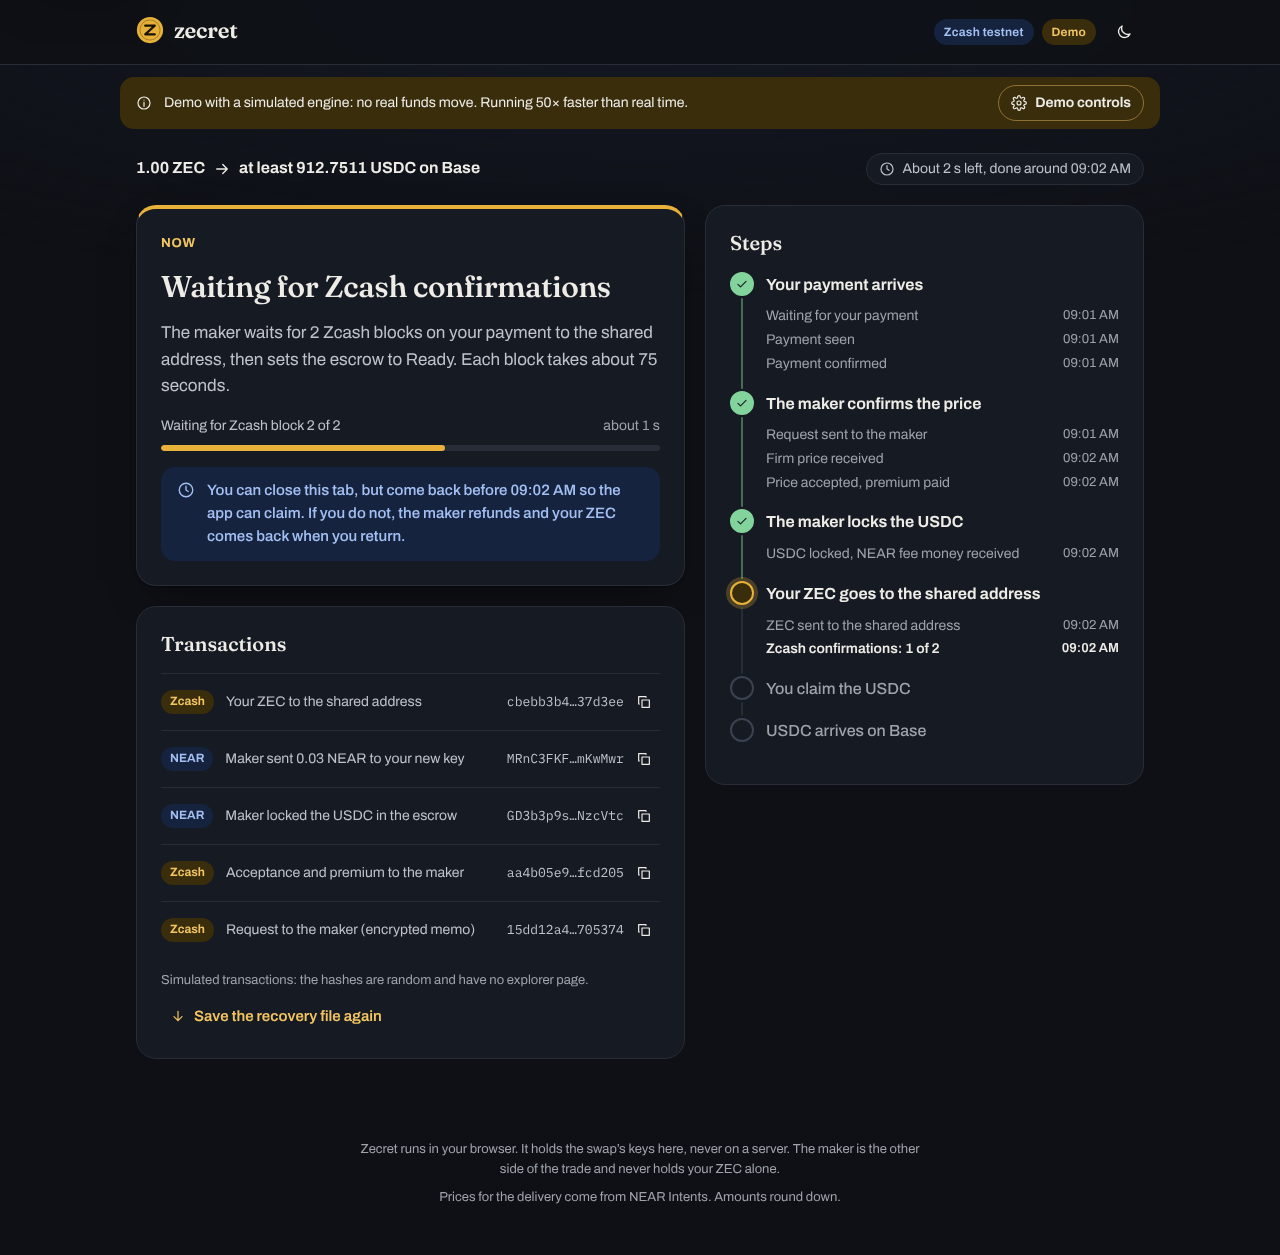 zecret
Zcash testnet
Demo
Demo with a simulated engine: no real funds move. Running 50× faster than real time.
Demo controls
1.00 ZEC → at least 912.7511 USDC on Base
About 2 s left, done around 09:02 AM
NOW
Waiting for Zcash confirmations
The maker waits for 2 Zcash blocks on your payment to the shared
address, then sets the escrow to Ready. Each block takes about 75
seconds.
Waiting for Zcash block 2 of 2
about 1 s
You can close this tab, but come back before 09:02 AM so the
app can claim. If you do not, the maker refunds and your ZEC
comes back when you return.
Transactions
Zcash Your ZEC to the shared address cbebb3b4…37d3ee
NEAR Maker sent 0.03 NEAR to your new key MRnC3FKF…mKwMwr
NEAR Maker locked the USDC in the escrow GD3b3p9s…NzcVtc
Zcash Acceptance and premium to the maker aa4b05e9…fcd205
Zcash Request to the maker (encrypted memo) 15dd12a4…705374
Simulated transactions: the hashes are random and have no explorer page.
Save the recovery file again
Steps
Your payment arrives
Waiting for your payment 09:01 AM
Payment seen 09:01 AM
Payment confirmed 09:01 AM
The maker confirms the price
Request sent to the maker 09:01 AM
Firm price received 09:02 AM
Price accepted, premium paid 09:02 AM
The maker locks the USDC
USDC locked, NEAR fee money received 09:02 AM
Your ZEC goes to the shared address
ZEC sent to the shared address 09:02 AM
Zcash confirmations: 1 of 2 09:02 AM
You claim the USDC
USDC arrives on Base
Zecret runs in your browser. It holds the swap's keys here, never on a server. The maker is the other
side of the trade and never holds your ZEC alone.
Prices for the delivery come from NEAR Intents. Amounts round down.